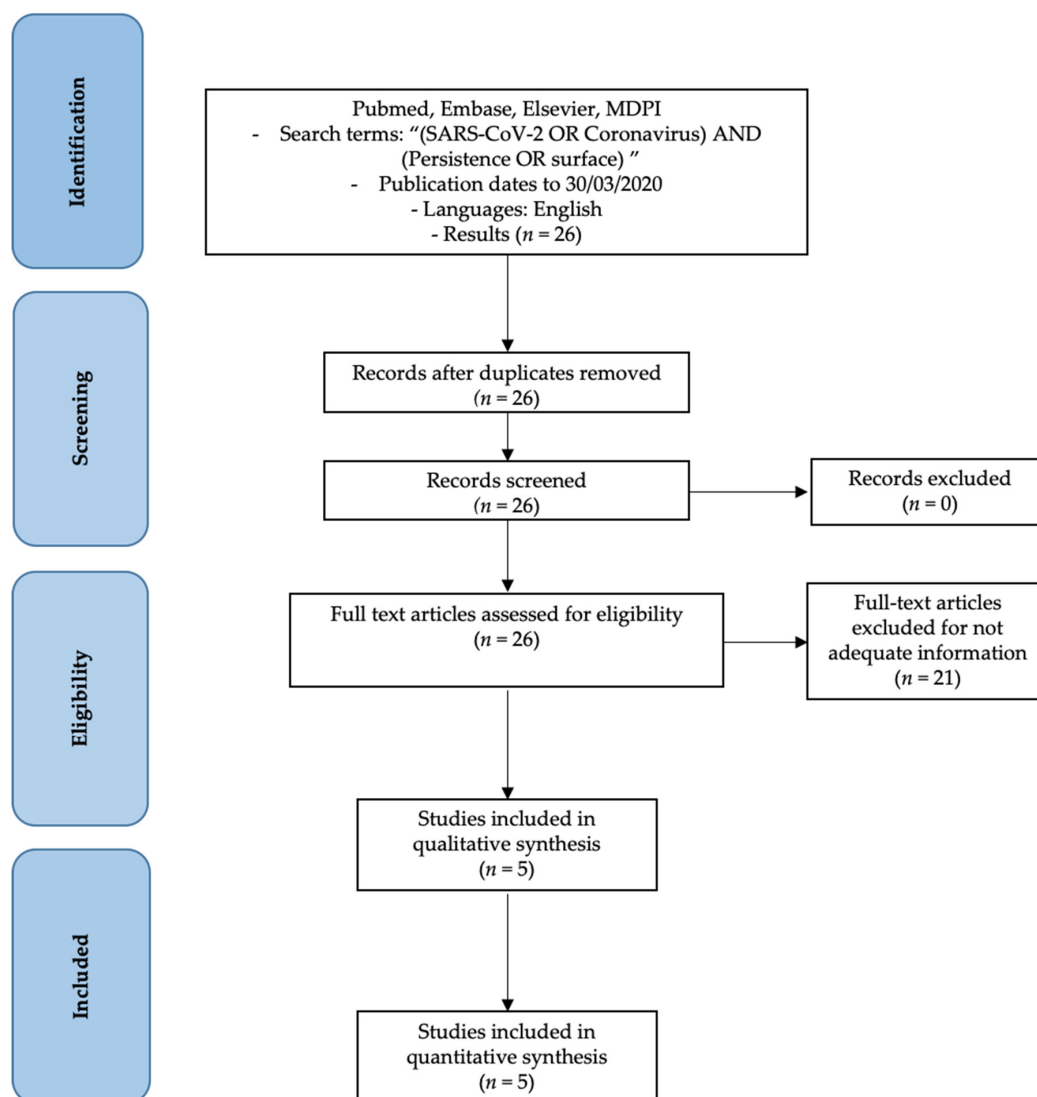 Identification
Pubmed, Embase, Elsevier, MDPI
- Search terms: “(SARS-CoV-2 OR Coronavirus) AND
(Persistence OR surface) ”
- Publication dates to 30/03/2020
- Languages: English
- Results (n = 26)
Screening
Records after duplicates removed
(n = 26)
Records screened
(n = 26)
Records excluded
(n = 0)
Eligibility
Full text articles assessed for eligibility
(n = 26)
Full-text articles
excluded for not
adequate information
(n = 21)
Studies included in
qualitative synthesis
(n = 5)
Included
Studies included in
quantitative synthesis
(n = 5)